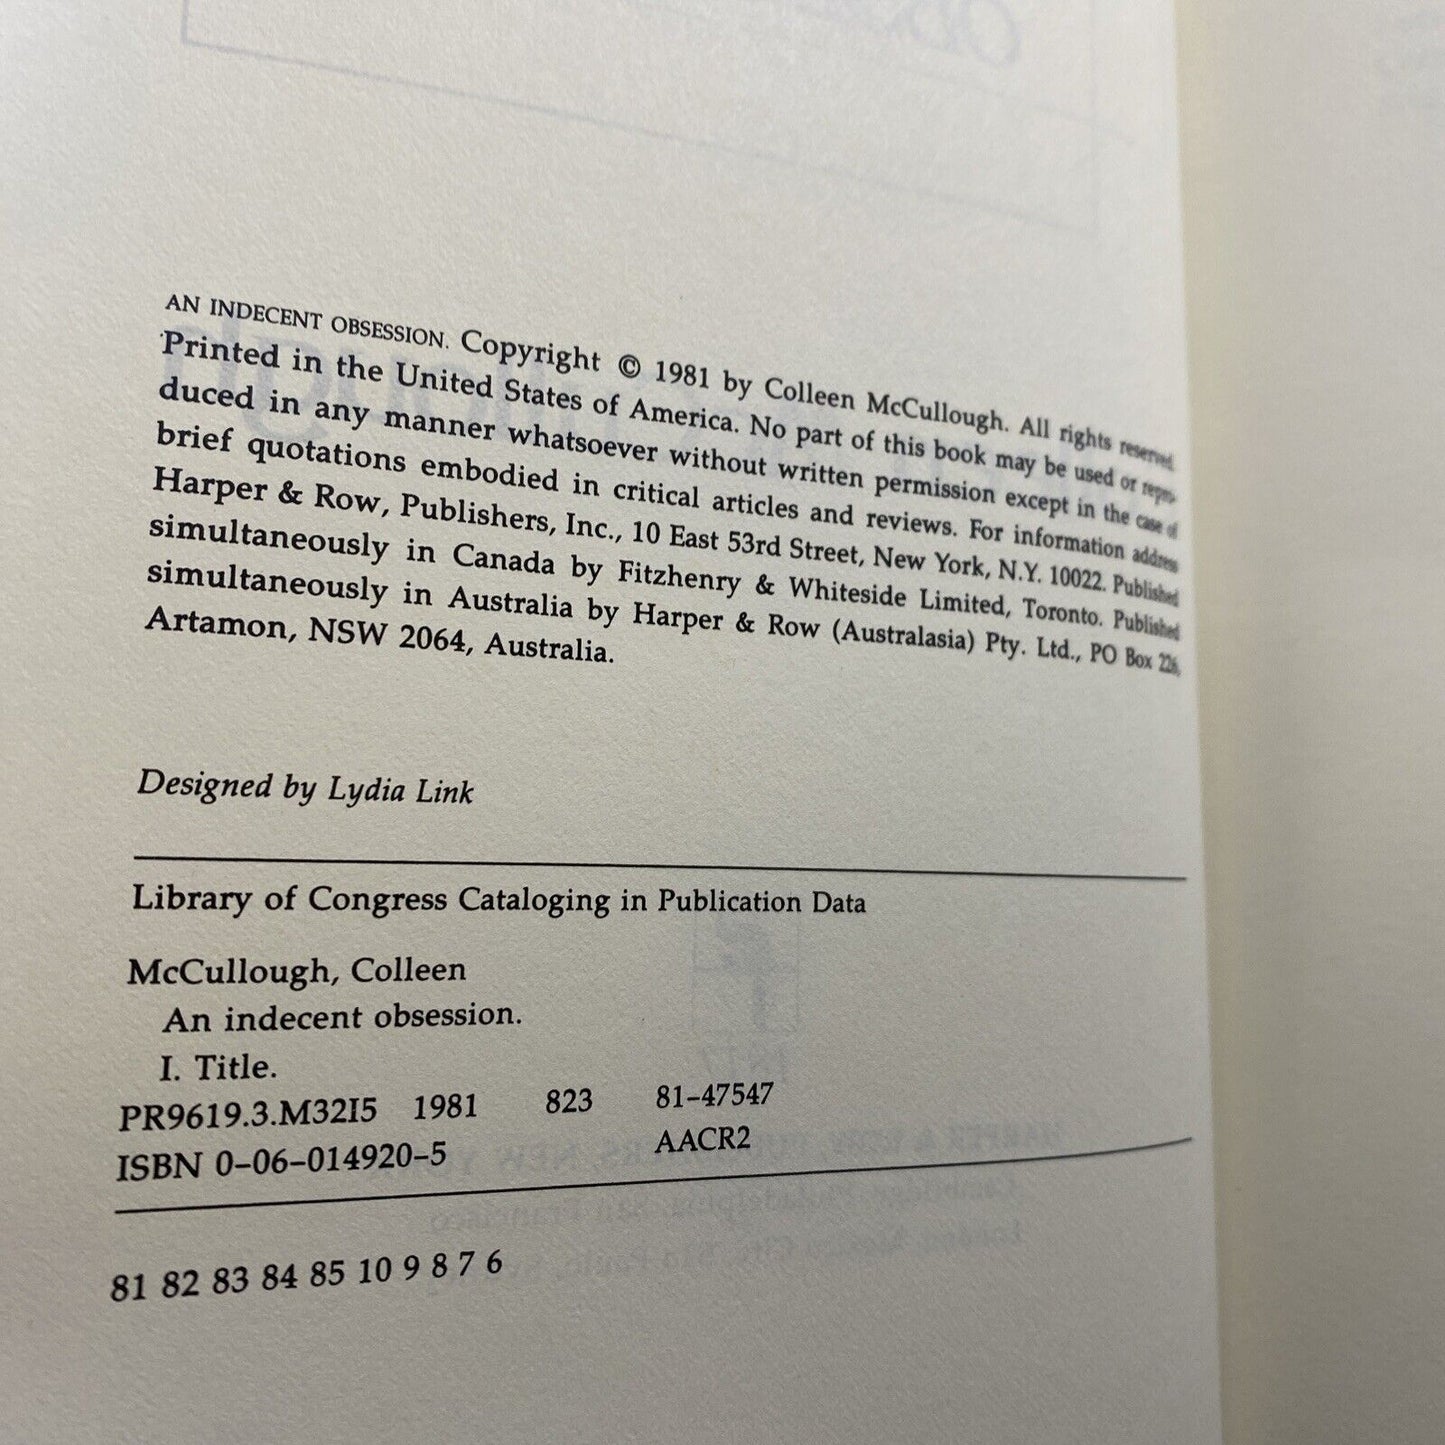 AN INDECENT OBSESSION. Copyright © 1981 by Colleen McCullough. All rights reserved.
Printed in the United States of America. No part of this book may be used or repro-
duced in any manner whatsoever without written permission except in the case of
brief quotations embodied in critical articles and reviews. For information address
Harper & Row, Publishers, Inc., 10 East 53rd Street, New York, N.Y. 10022. Published
simultaneously in Canada by Fitzhenry & Whiteside Limited, Toronto. Published
simultaneously in Australia by Harper & Row (Australasia) Pty. Ltd., PO Box 226,
Artamon, NSW 2064, Australia.
Designed by Lydia Link
Library of Congress Cataloging in Publication Data
McCullough, Colleen
An indecent obsession.
I. Title.
PR9619.3.M32I5 1981 823 81-47547
ISBN 0-06-014920-5 AACR2
81 82 83 84 85 10 9 8 7 6